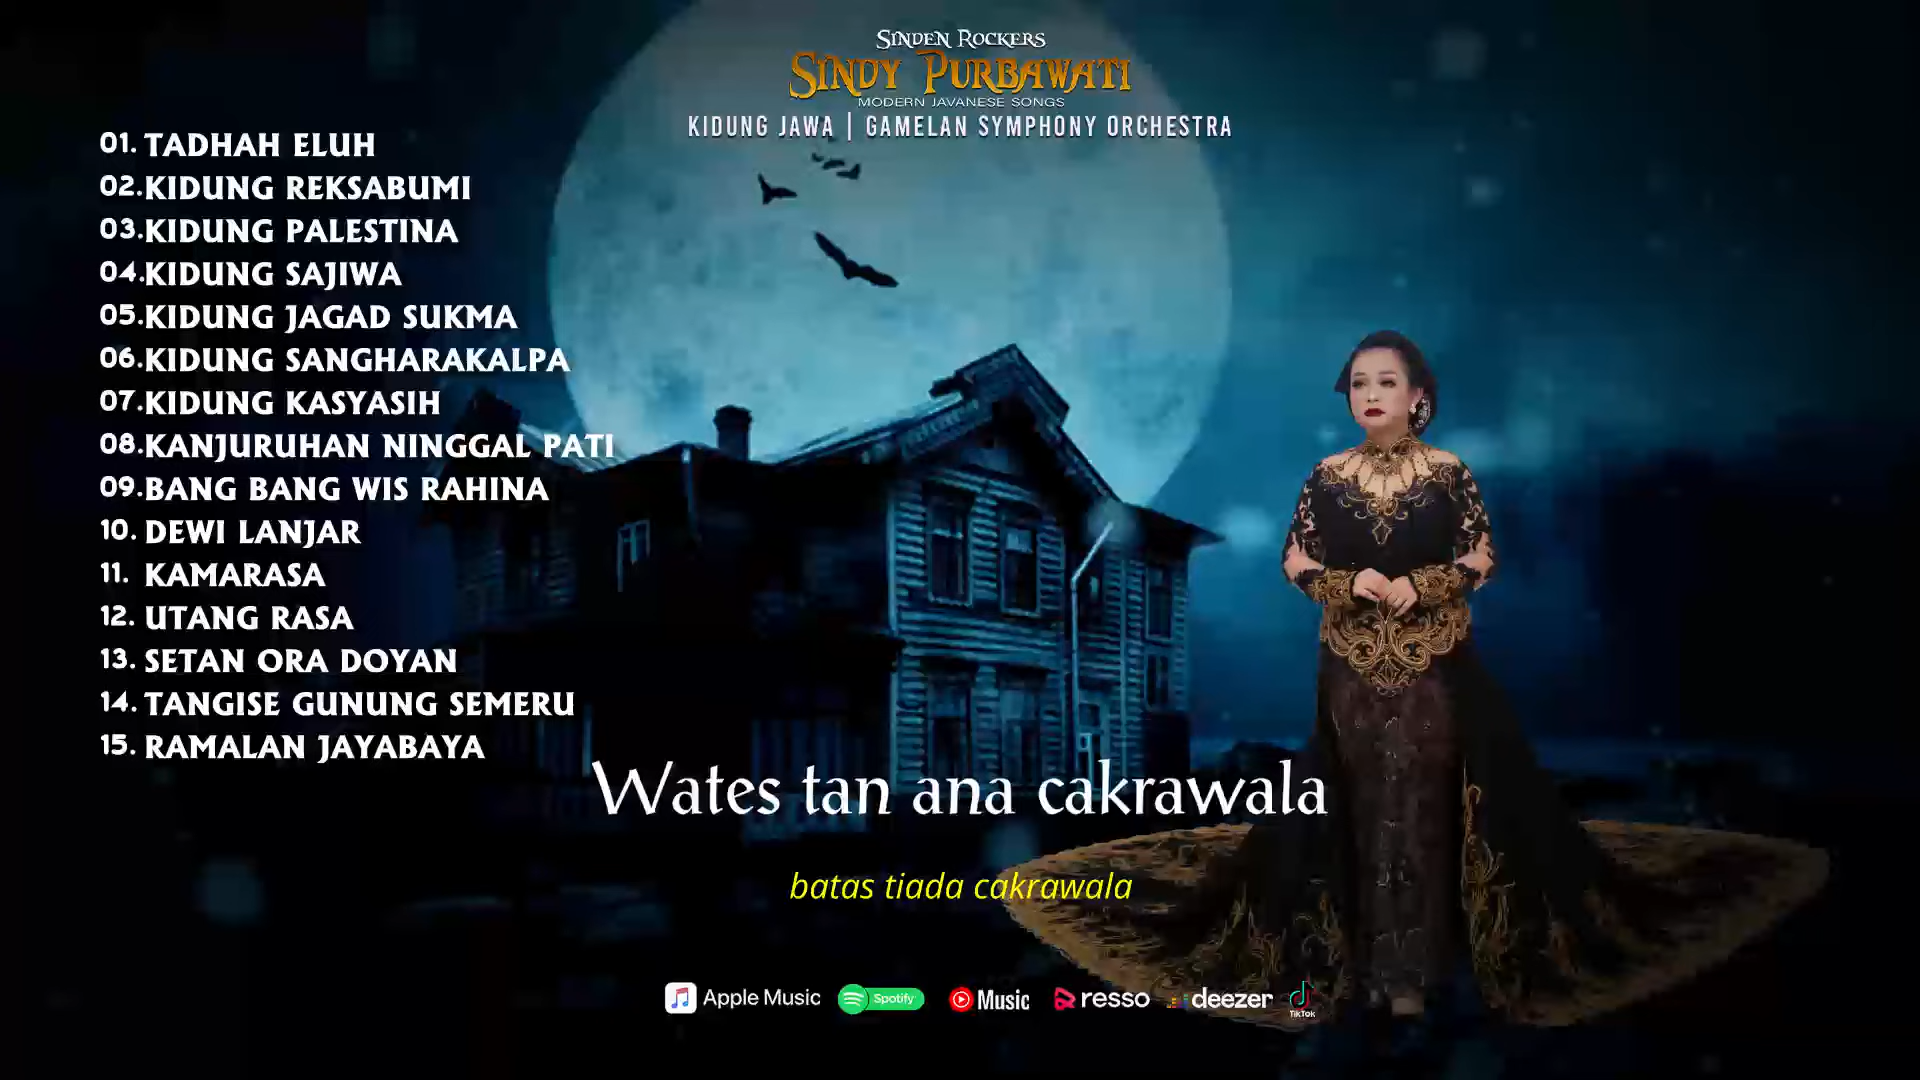 SINDEN ROCKERS
SINDY PURBAWATI
MODERN JAVANESE SONGS
KIDUNG JAWA | GAMELAN SYMPHONY ORCHESTRA
01. TADHAH ELUH
02. KIDUNG REKSABUMI
03. KIDUNG PALESTINA
04. KIDUNG SAJIWA
05. KIDUNG JAGAD SUKMA
06. KIDUNG SANGHARAKALPA
07. KIDUNG KASYASIH
08. KANJURUHAN NINGGAL PATI
09. BANG BANG WIS RAHINA
10. DEWI LANJAR
11. KAMARASA
12. UTANG RASA
13. SETAN ORA DOYAN
14. TANGISE GUNUNG SEMERU
15. RAMALAN JAYABAYA
Wates tan ana cakrawala
batas tiada cakrawala
Apple Music Spotify Music resso deezer TikTok